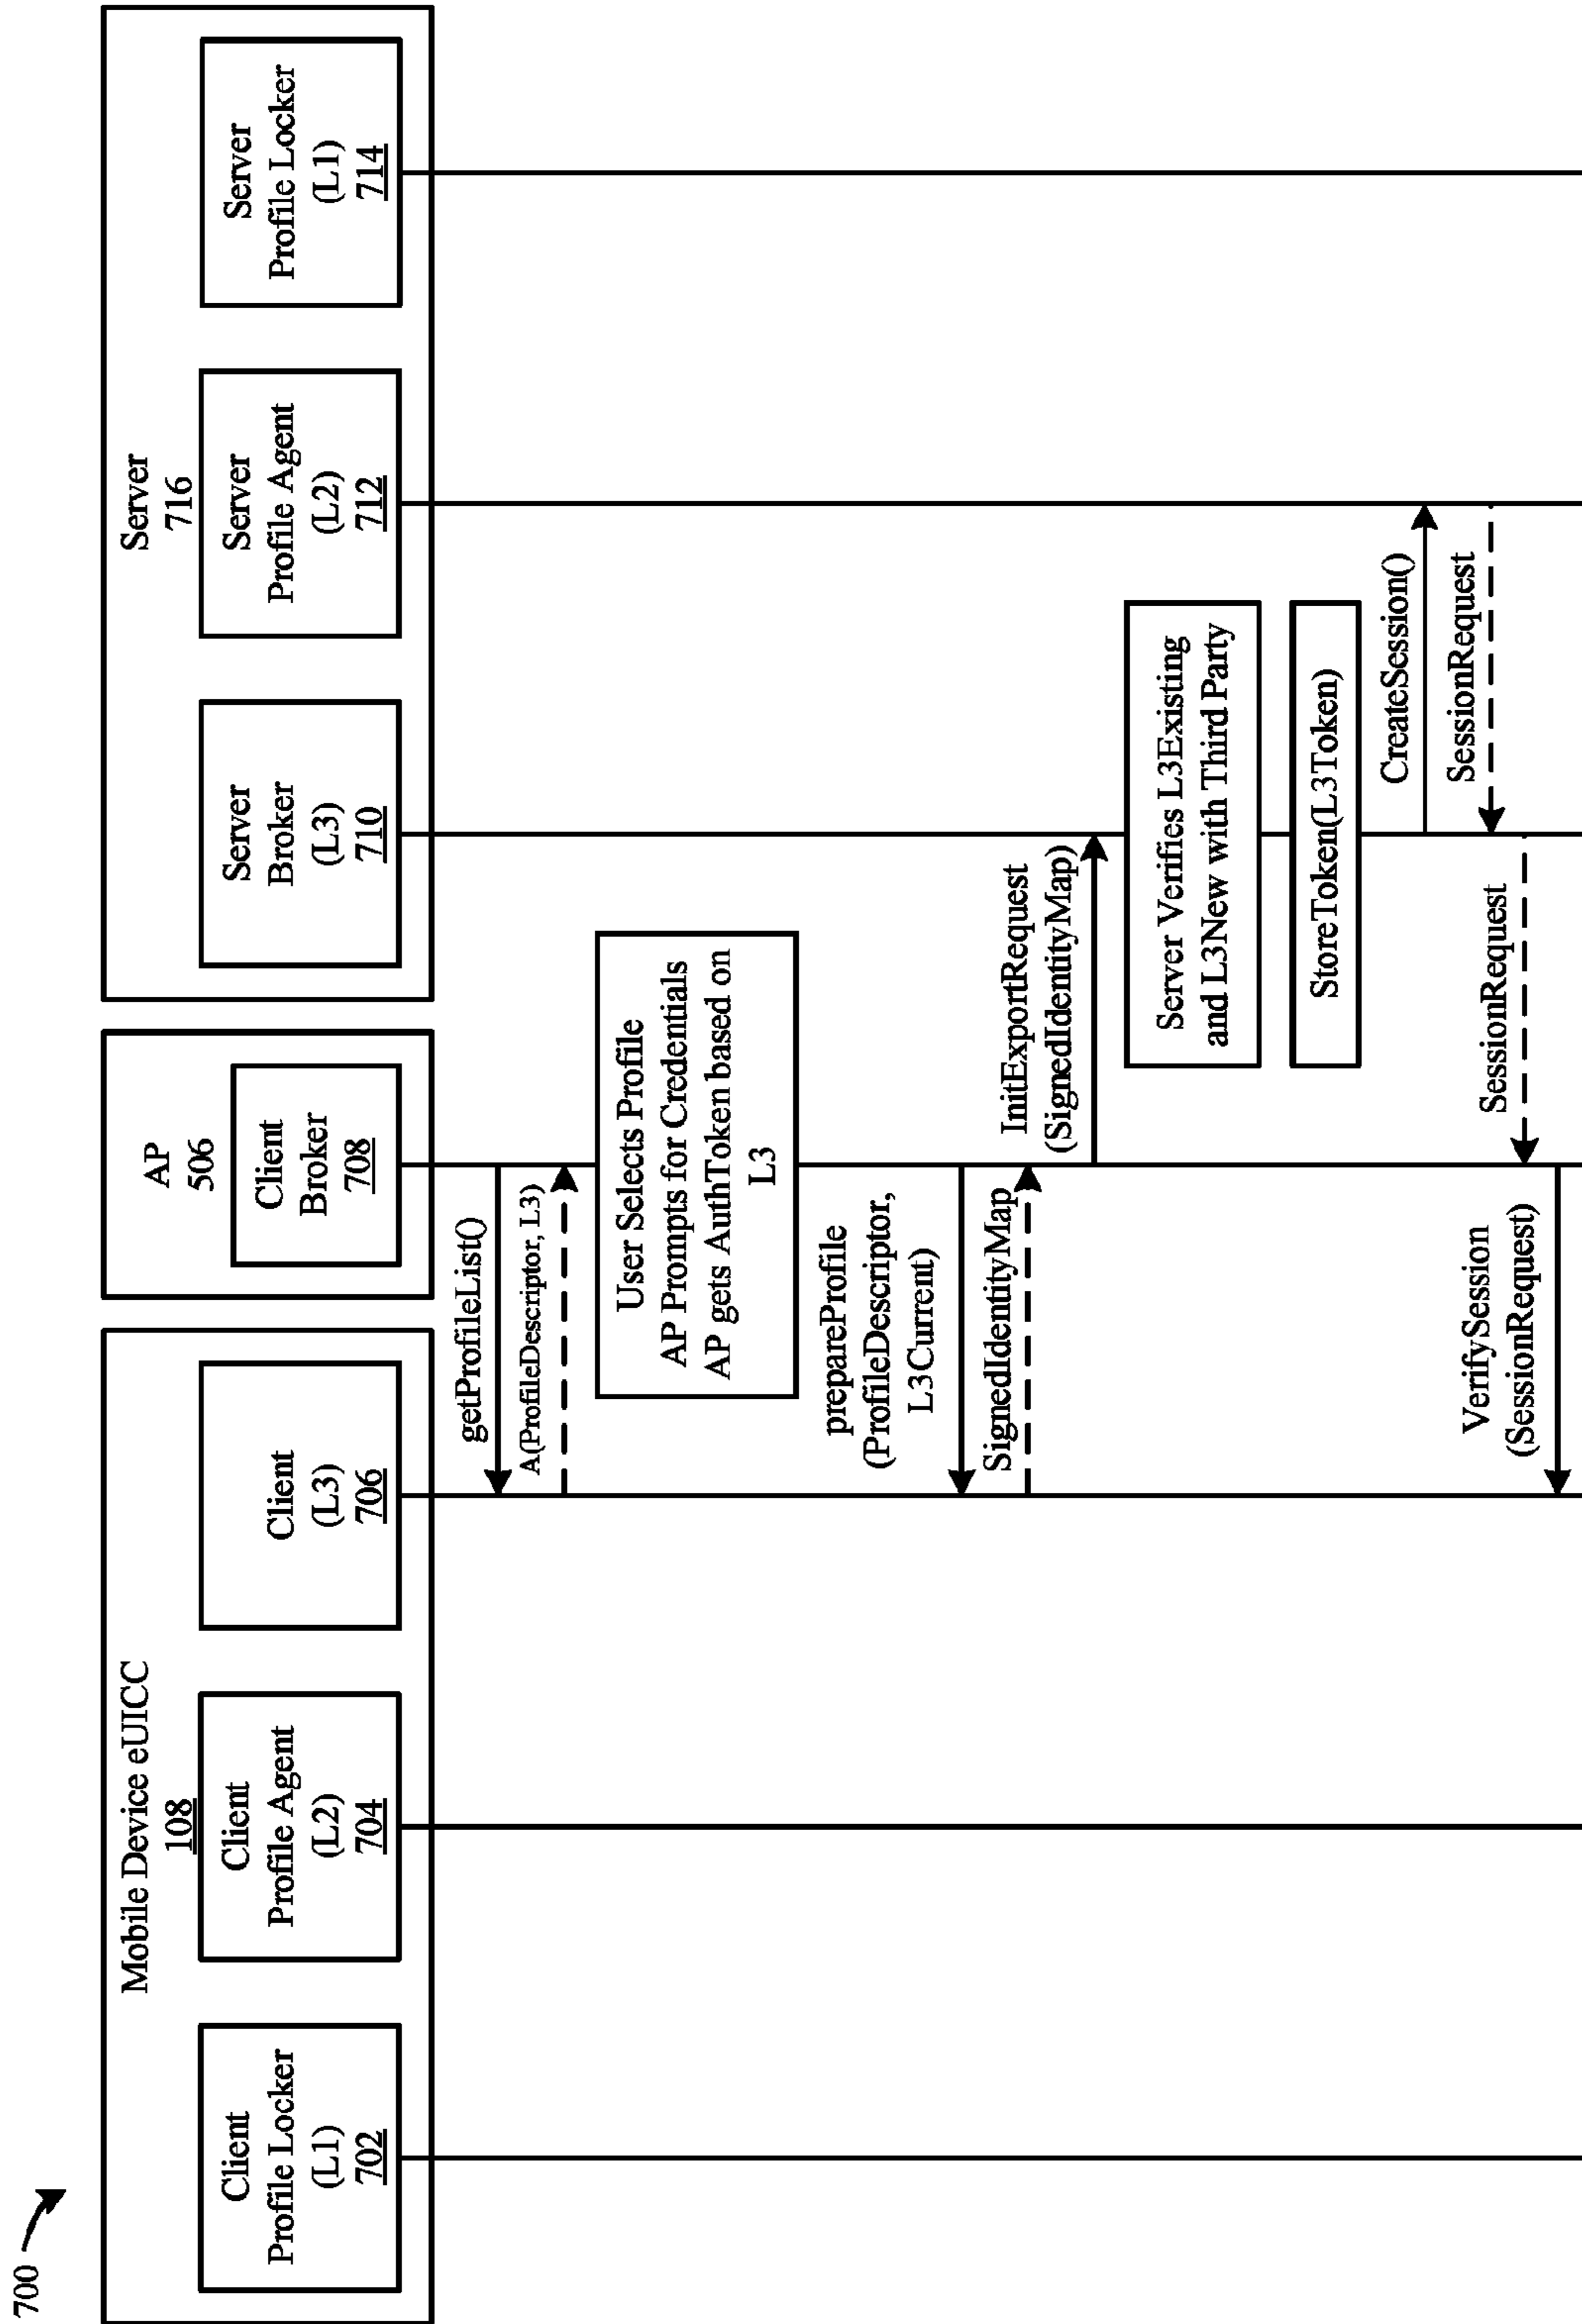 700
Mobile Device eUICC
108
Client
Profile Locker
(L1)
702
Client
Profile Agent
(L2)
704
Client
(L3)
706
AP
506
Client
Broker
708
Server
716
Server
Broker
(L3)
710
Server
Profile Agent
(L2)
712
Server
Profile Locker
(L1)
714
getProfileList()
A(ProfileDescriptor, L3)
User Selects Profile
AP Prompts for Credentials
AP gets AuthToken based on
L3
prepareProfile
(ProfileDescriptor,
L3Current)
SignedIdentityMap
InitExportRequest
(SignedIdentityMap)
Server Verifies L3Existing
and L3New with Third Party
StoreToken(L3Token)
CreateSession()
SessionRequest
SessionRequest
VerifySession
(SessionRequest)